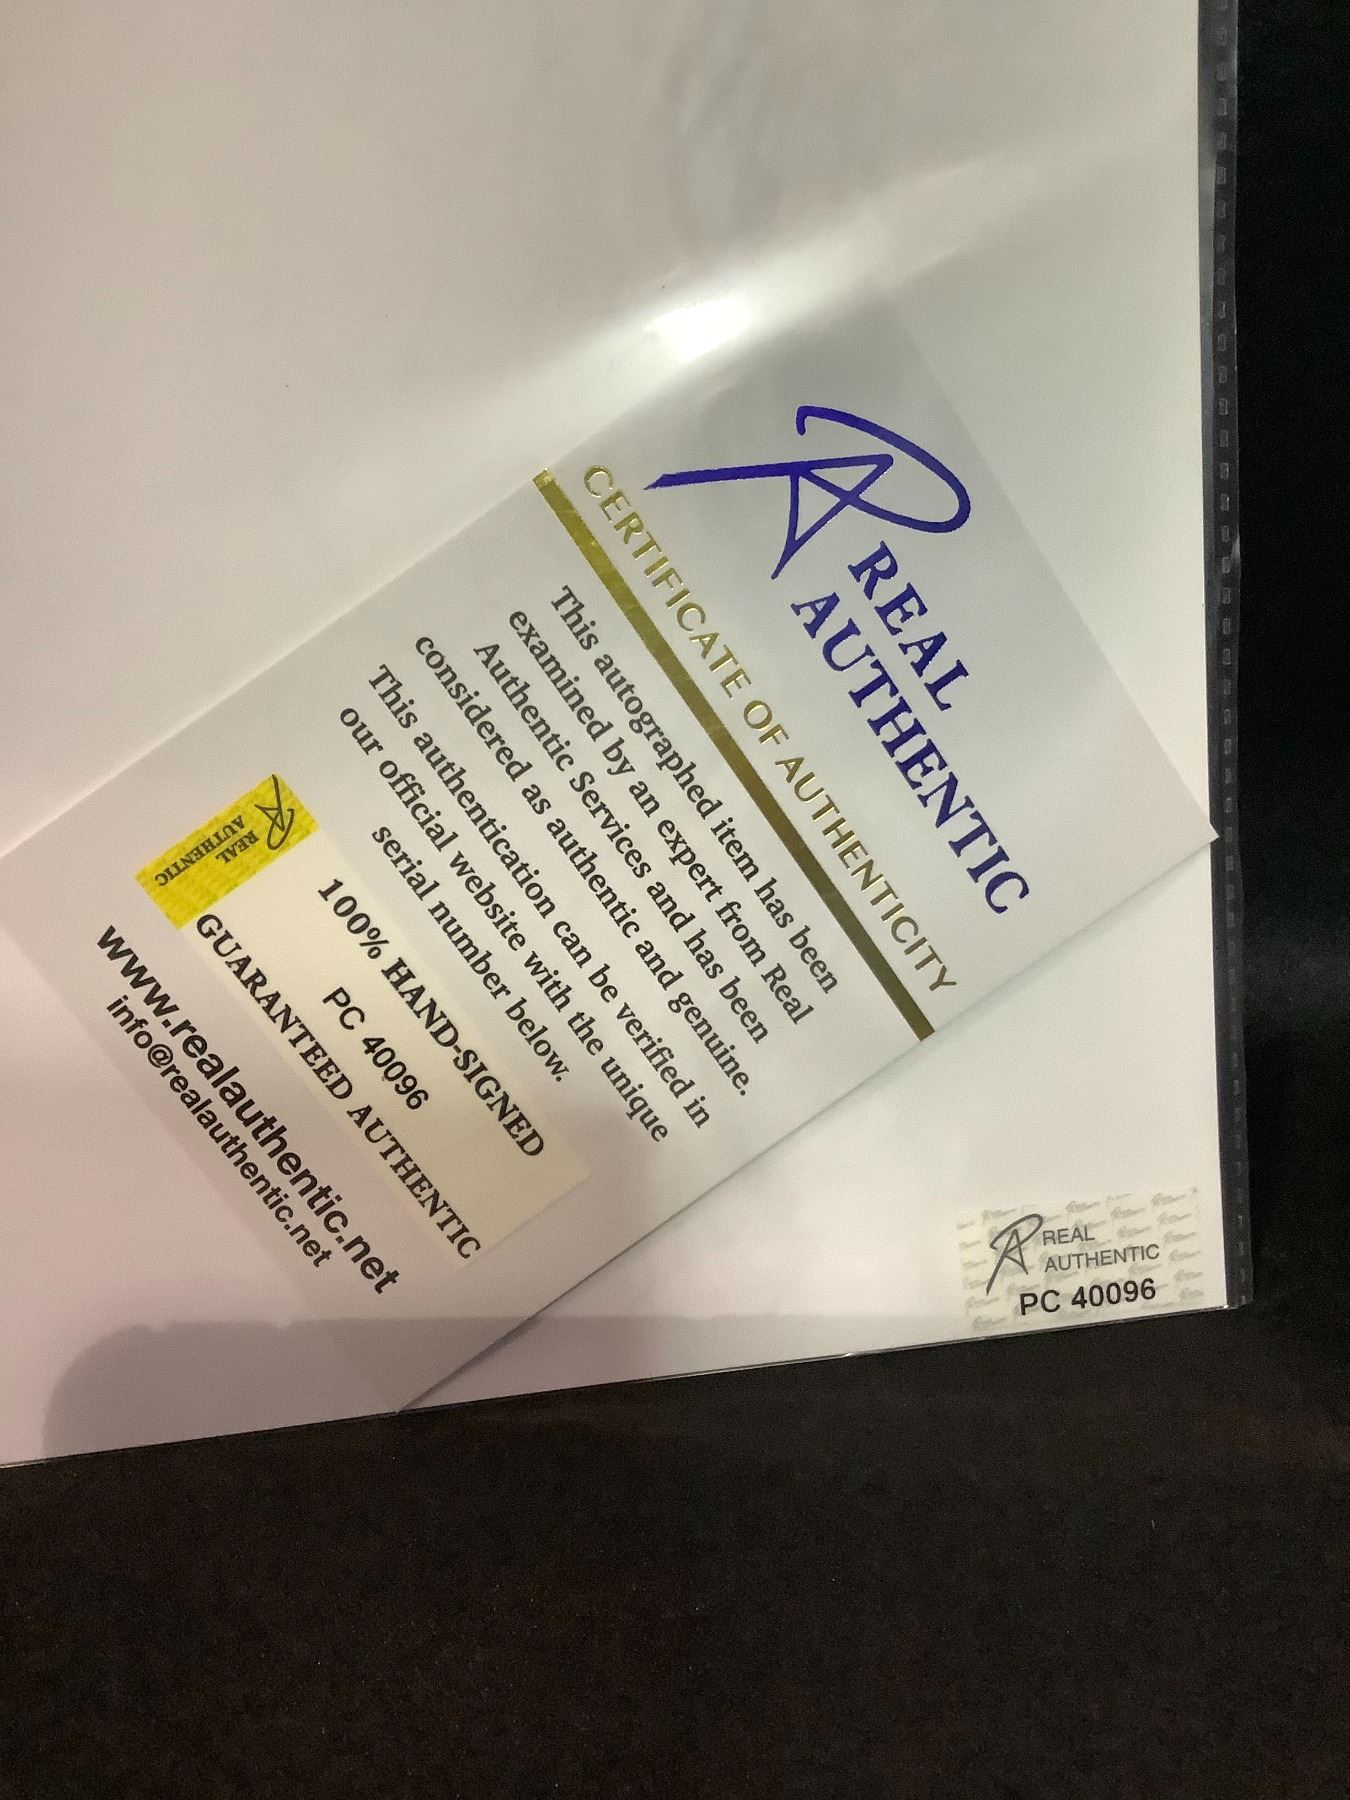 REAL
AUTHENTIC
CERTIFICATE OF AUTHENTICITY
This autographed item has been
examined by an expert from Real
Authentic Services and has been
considered as authentic and genuine.
This authentication can be verified in
our official website with the unique
serial number below.
REAL
AUTHENTIC
100% HAND-SIGNED
PC 40096
GUARANTEED AUTHENTIC
www.realauthentic.net
info@realauthentic.net
REAL
AUTHENTIC
PC 40096